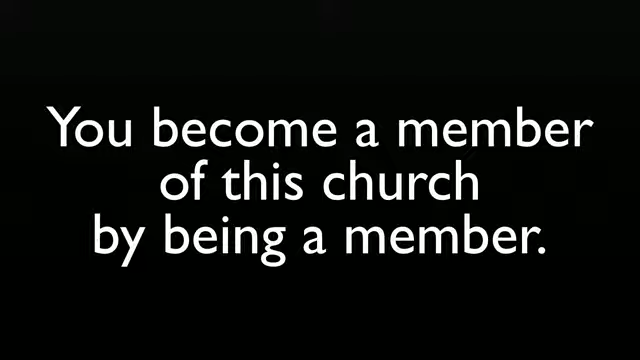 You become a member
of this church
by being a member.